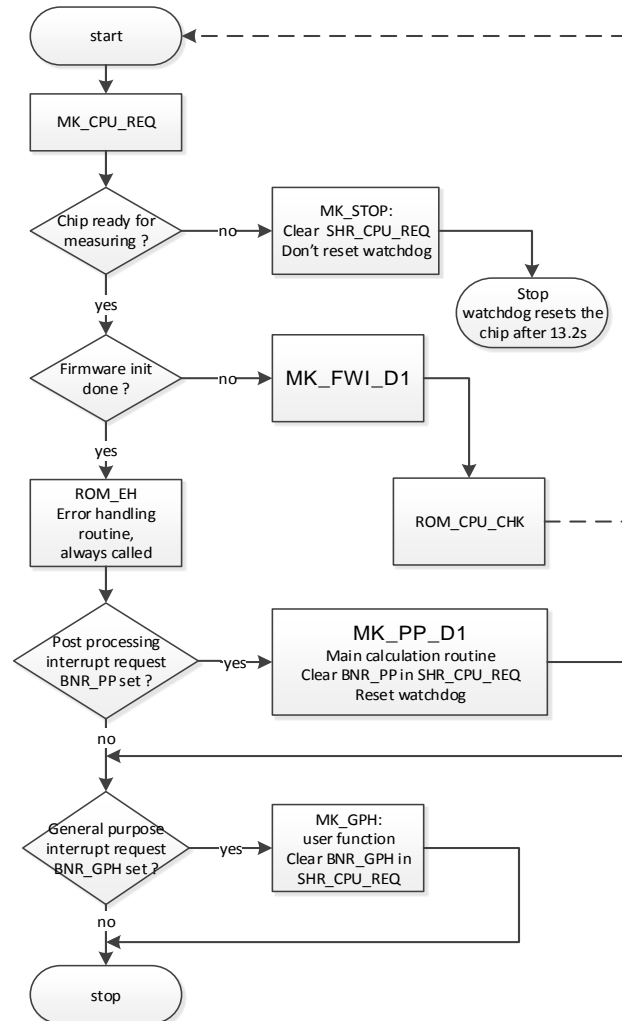 start
MK_CPU_REQ
Chip ready for
measuring ?
no
MK_STOP:
Clear SHR_CPU_REQ
Don't reset watchdog
Stop
watchdog resets the
chip after 13.2s
yes
Firmware init
done ?
no
MK_FWI_D1
yes
ROM_CPU_CHK
ROM_EH
Error handling
routine,
always called
Post processing
interrupt request
BNR_PP set ?
yes
MK_PP_D1
Main calculation routine
Clear BNR_PP in SHR_CPU_REQ
Reset watchdog
no
General purpose
interrupt request
BNR_GPH set ?
yes
MK_GPH:
user function
Clear BNR_GPH in
SHR_CPU_REQ
no
stop